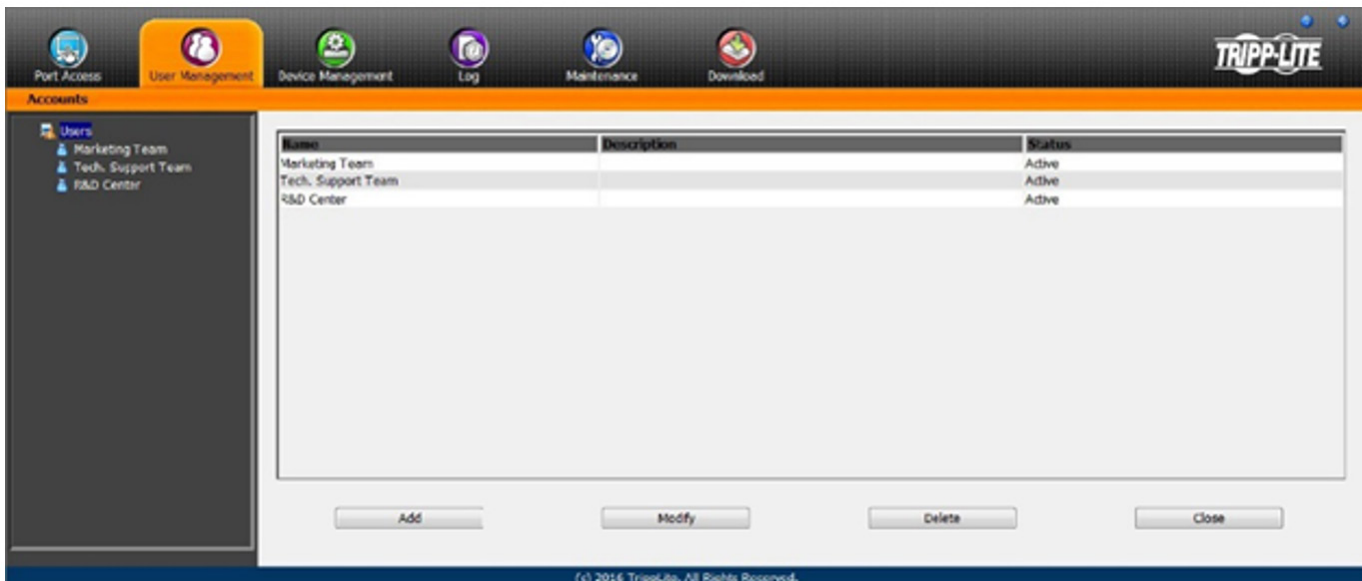 Port Access User Management Device Management Log Maintenance Download
TRIPP·LITE
Accounts
Users
Marketing Team
Tech. Support Team
R&D Center
Name Description Status
Marketing Team Active
Tech. Support Team Active
R&D Center Active
Add Modify Delete Close
(c) 2016 TrippLite. All Rights Reserved.